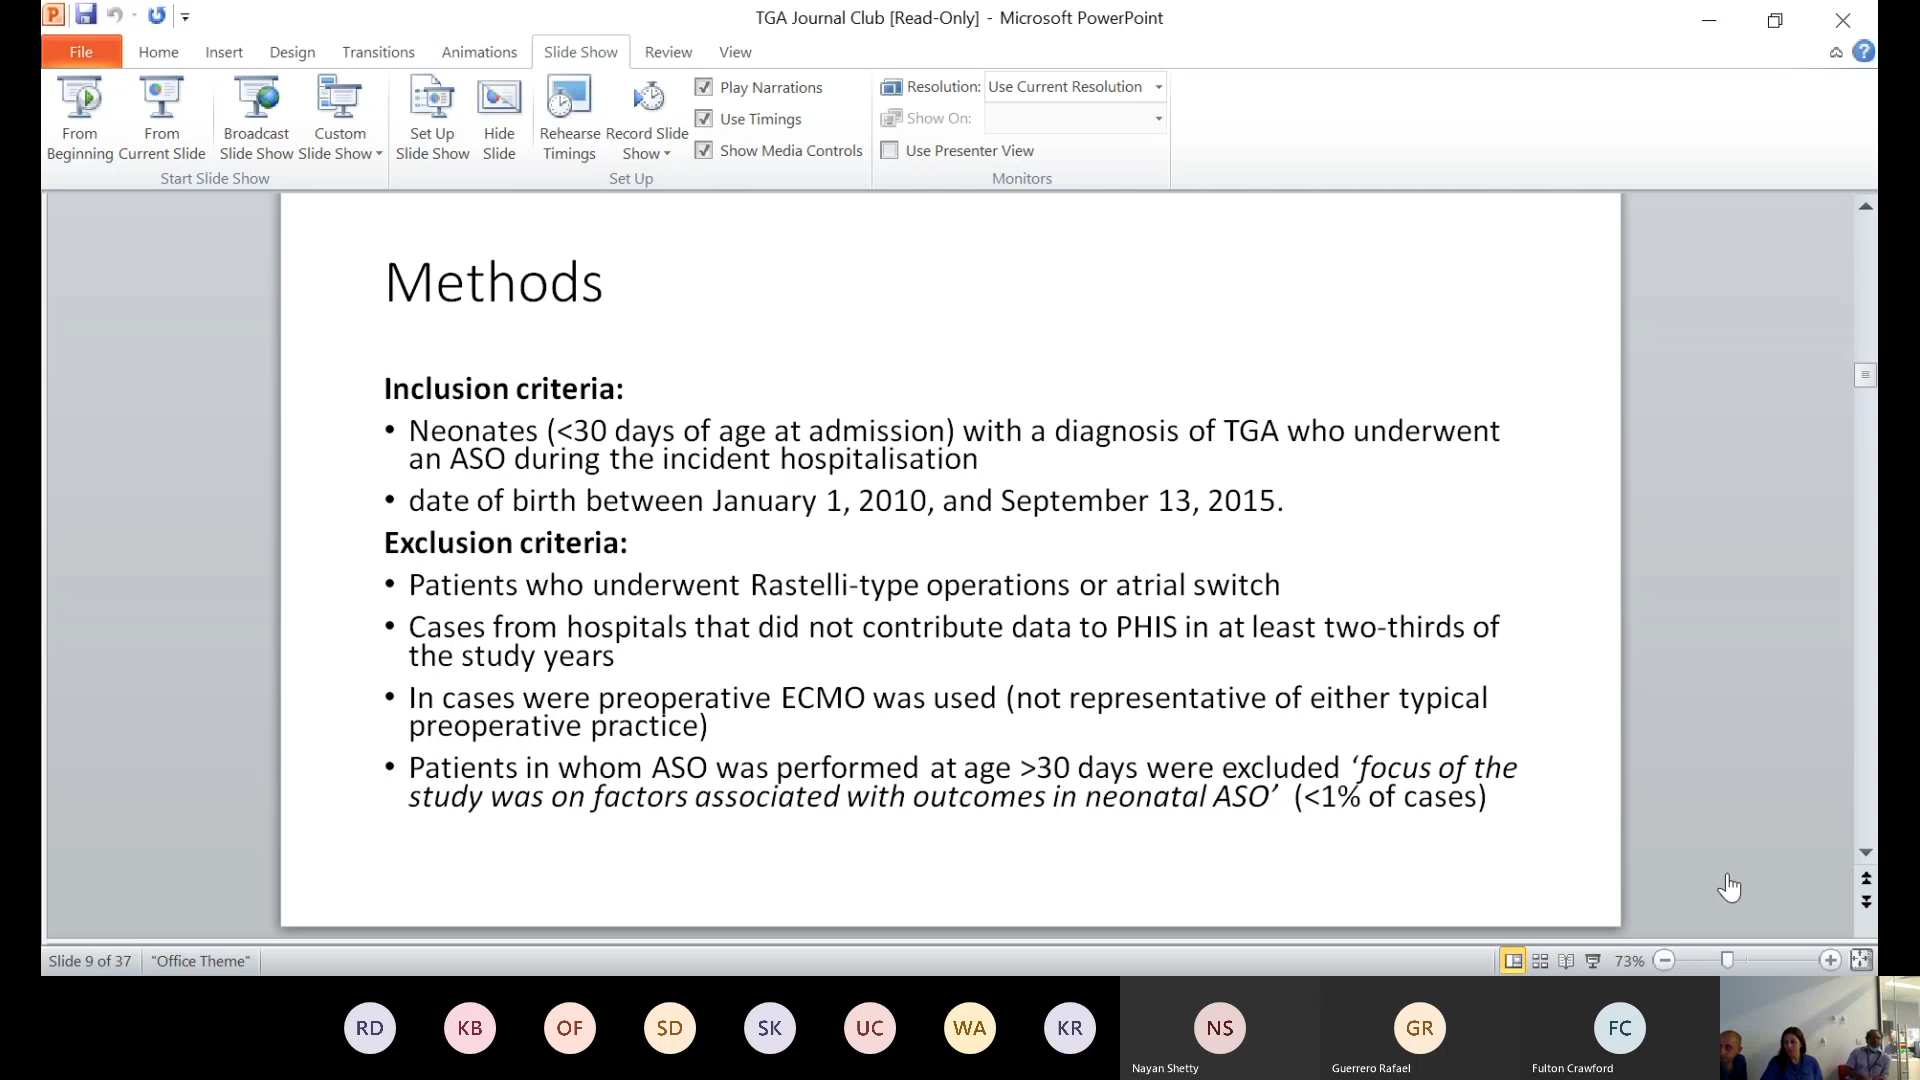 TGA Journal Club [Read-Only] - Microsoft PowerPoint
File Home Insert Design Transitions Animations Slide Show Review View
From Beginning
From Current Slide
Broadcast Slide Show
Custom Slide Show
Set Up Slide Show
Hide Slide
Rehearse Timings
Record Slide Show
Play Narrations
Use Timings
Show Media Controls
Resolution: Use Current Resolution
Show On:
Use Presenter View
Start Slide Show
Set Up
Monitors
Methods
Inclusion criteria:
• Neonates (<30 days of age at admission) with a diagnosis of TGA who underwent
an ASO during the incident hospitalisation
• date of birth between January 1, 2010, and September 13, 2015.
Exclusion criteria:
• Patients who underwent Rastelli-type operations or atrial switch
• Cases from hospitals that did not contribute data to PHIS in at least two-thirds of
the study years
• In cases were preoperative ECMO was used (not representative of either typical
preoperative practice)
• Patients in whom ASO was performed at age >30 days were excluded ‘focus of the
study was on factors associated with outcomes in neonatal ASO’ (<1% of cases)
Slide 9 of 37 "Office Theme" 73%
RD KB OF SD SK UC WA KR NS GR FC
Nayan Shetty Guerrero Rafael Fulton Crawford